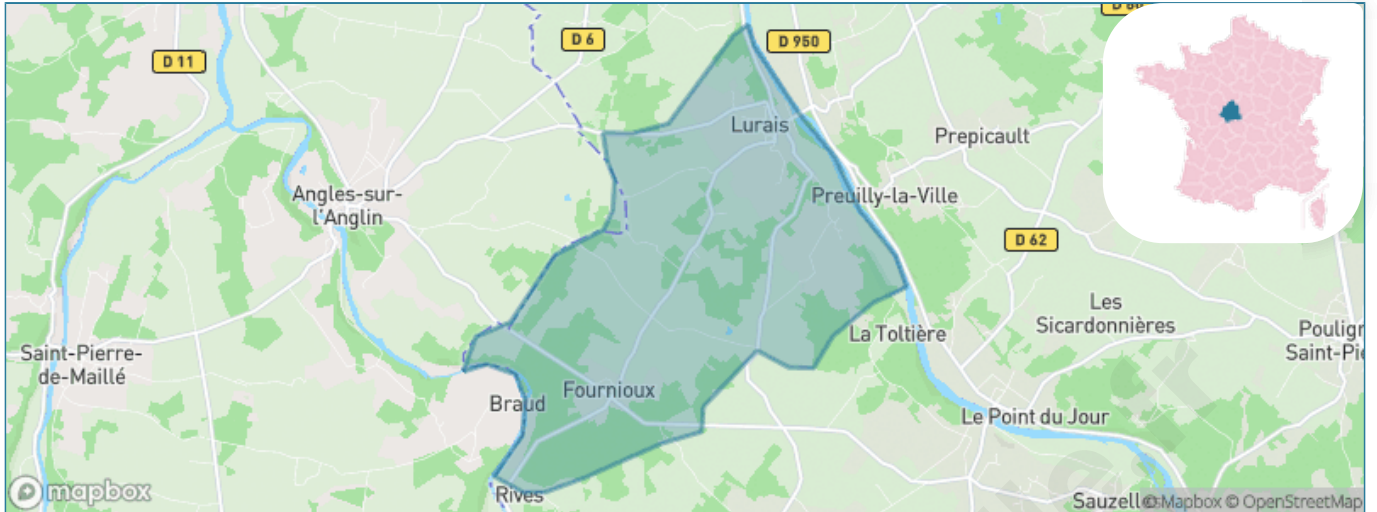 D 6
D 950
D 11
Lurais
Prepicault
Angles-sur-
l'Anglin
Preuilly-la-Ville
D 62
Les
Sicardonnières
La Toltière
Saint-Pierre-
de-Maillé
Fournioux
Braud
Le Point du Jour
Rives
mapbox
© Mapbox © OpenStreetMap